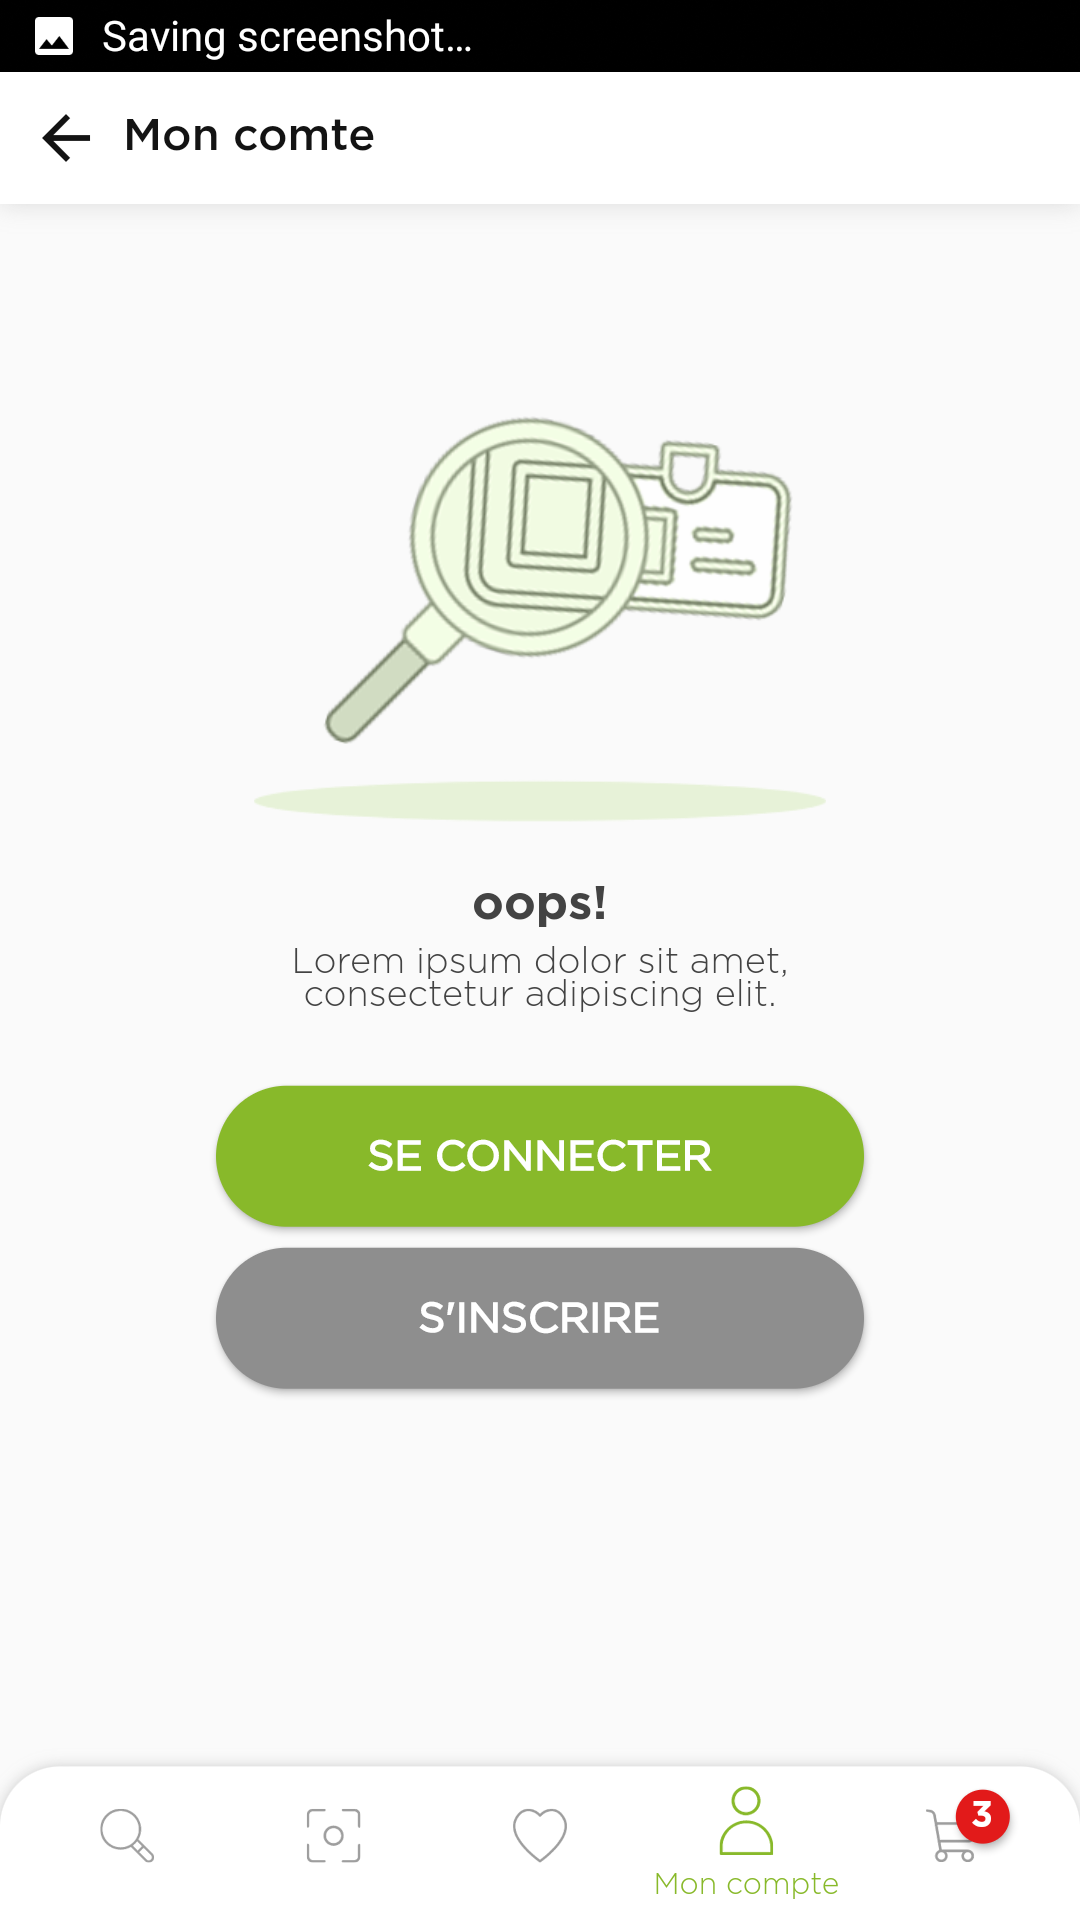 Saving screenshot...
Mon comte
oops!
Lorem ipsum dolor sit amet,
consectetur adipiscing elit.
SE CONNECTER
S'INSCRIRE
3
Mon compte